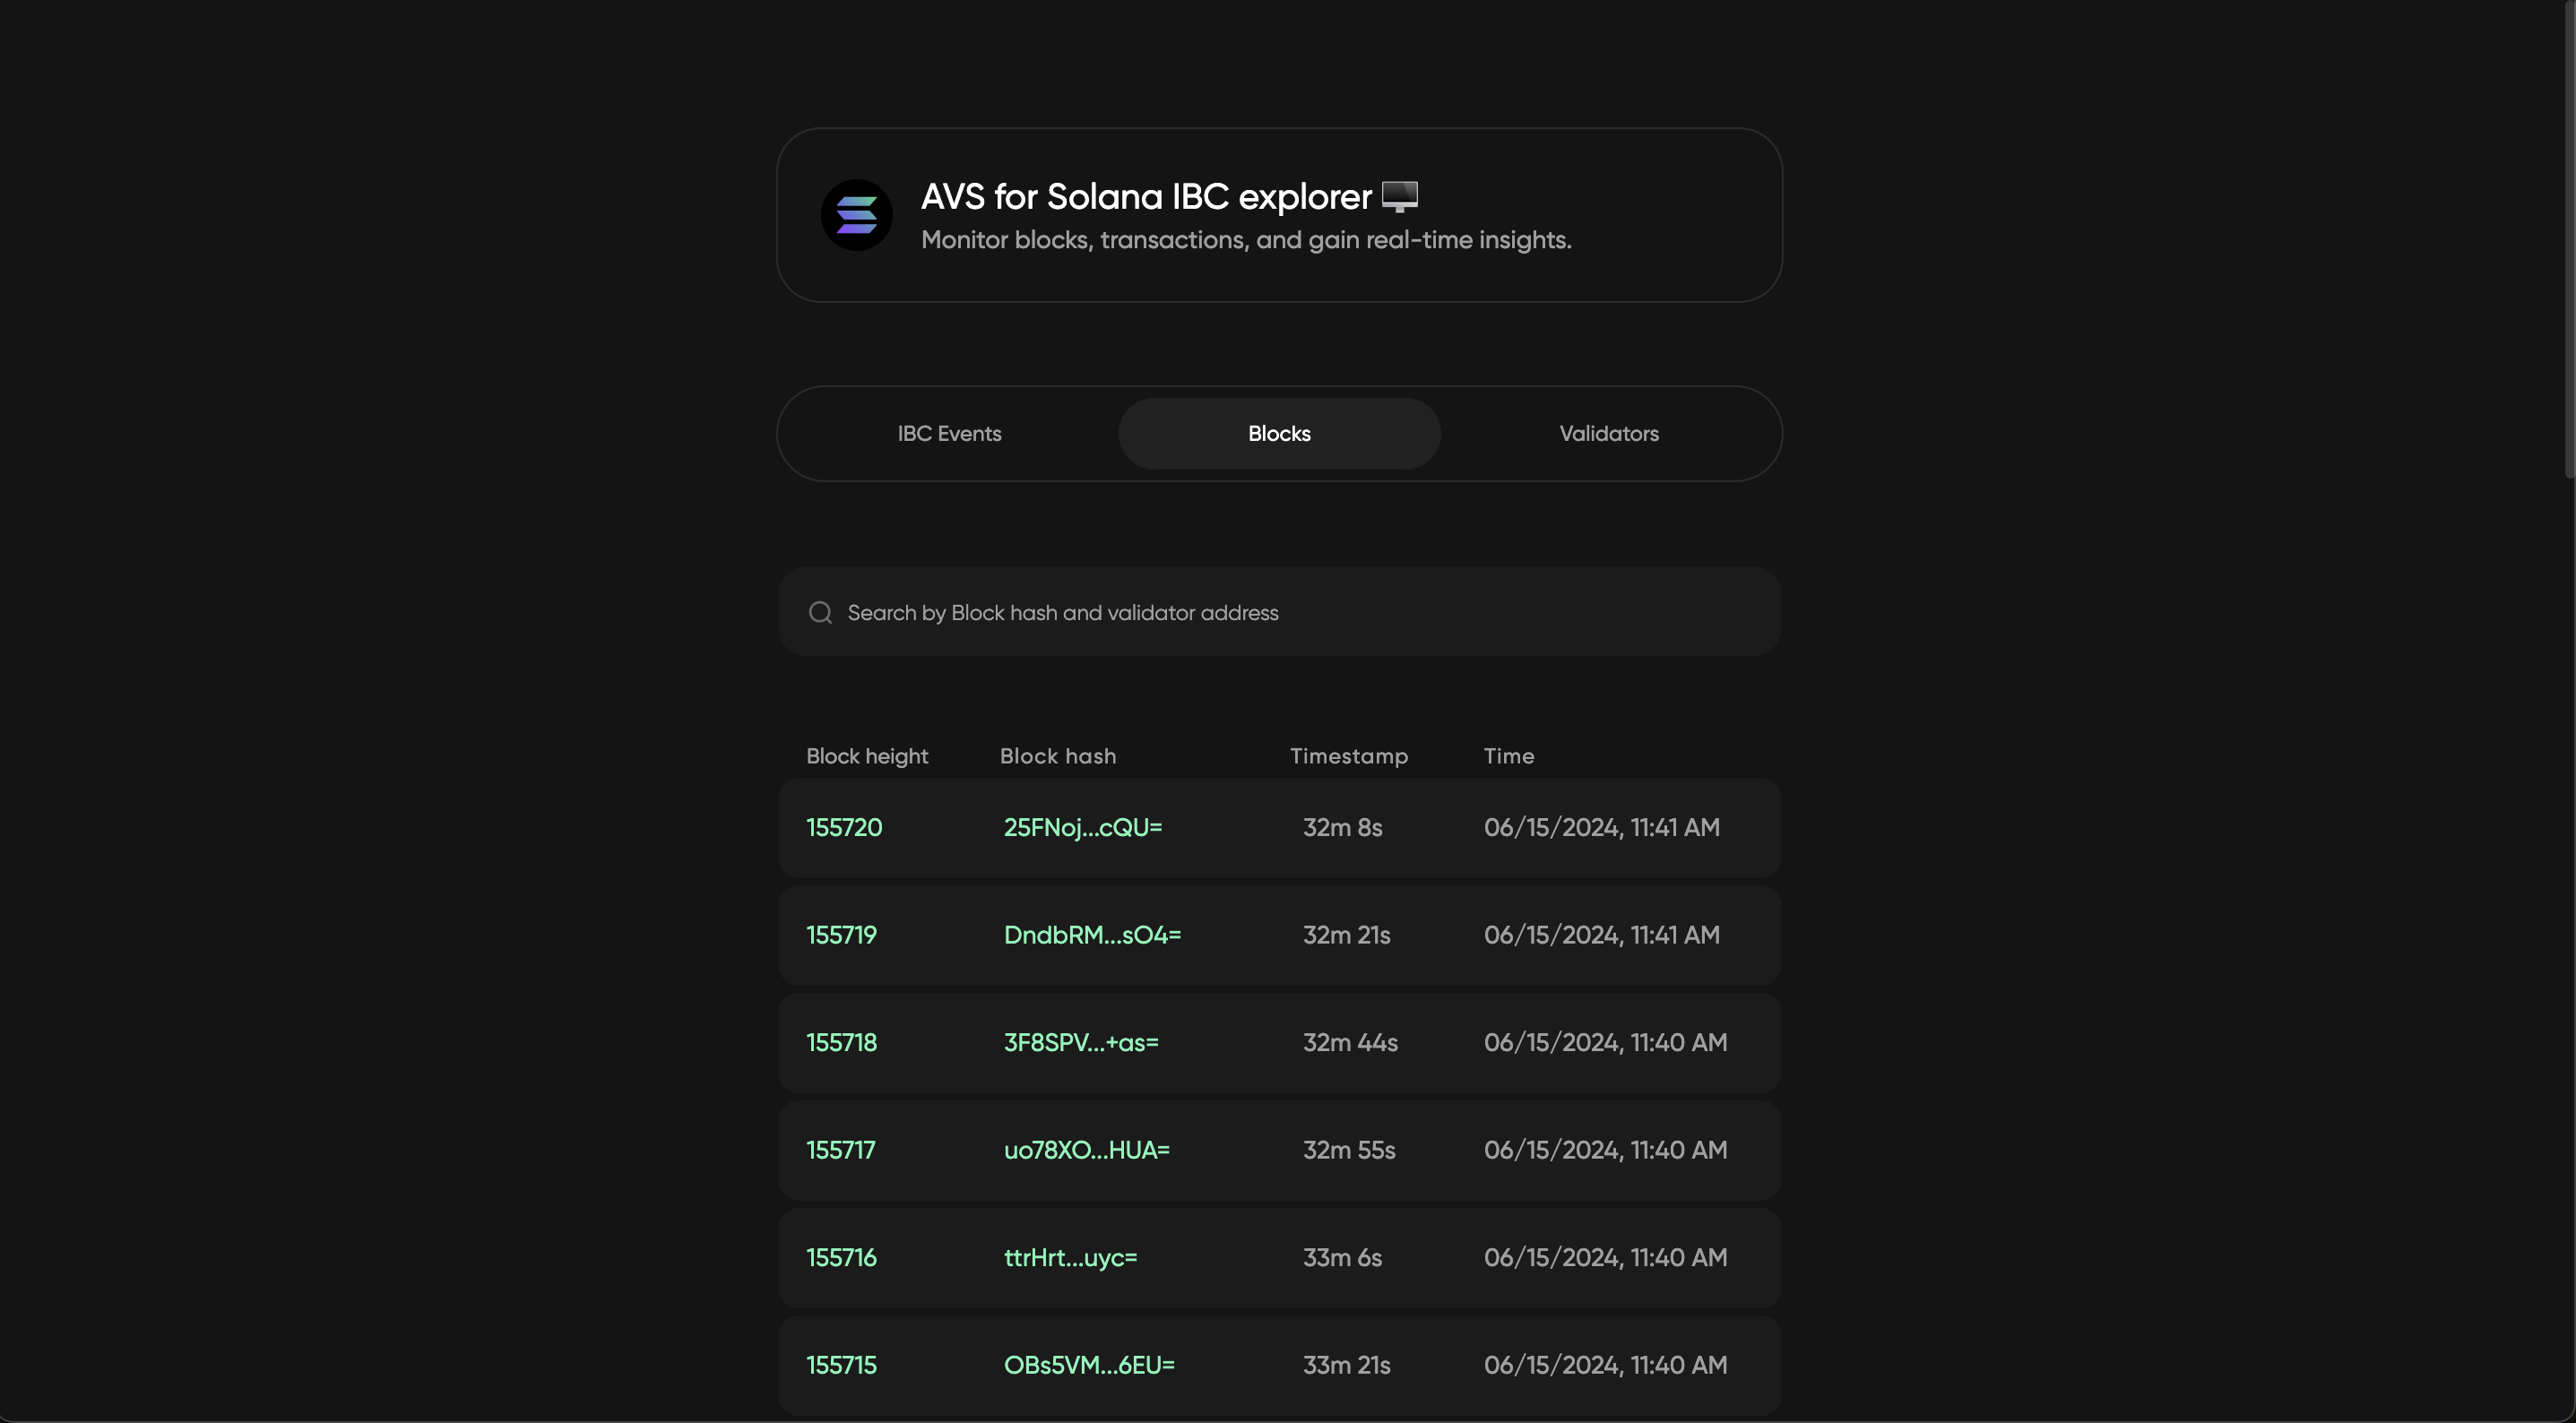 AVS for Solana IBC explorer 🖥️
Monitor blocks, transactions, and gain real-time insights.
IBC Events Blocks Validators
Search by Block hash and validator address
Block height Block hash Timestamp Time
155720 25FNoj...cQU= 32m 8s 06/15/2024, 11:41 AM
155719 DndbRM...sO4= 32m 21s 06/15/2024, 11:41 AM
155718 3F8SPV...+as= 32m 44s 06/15/2024, 11:40 AM
155717 uo78XO...HUA= 32m 55s 06/15/2024, 11:40 AM
155716 ttrHrt...uyc= 33m 6s 06/15/2024, 11:40 AM
155715 OBs5VM...6EU= 33m 21s 06/15/2024, 11:40 AM